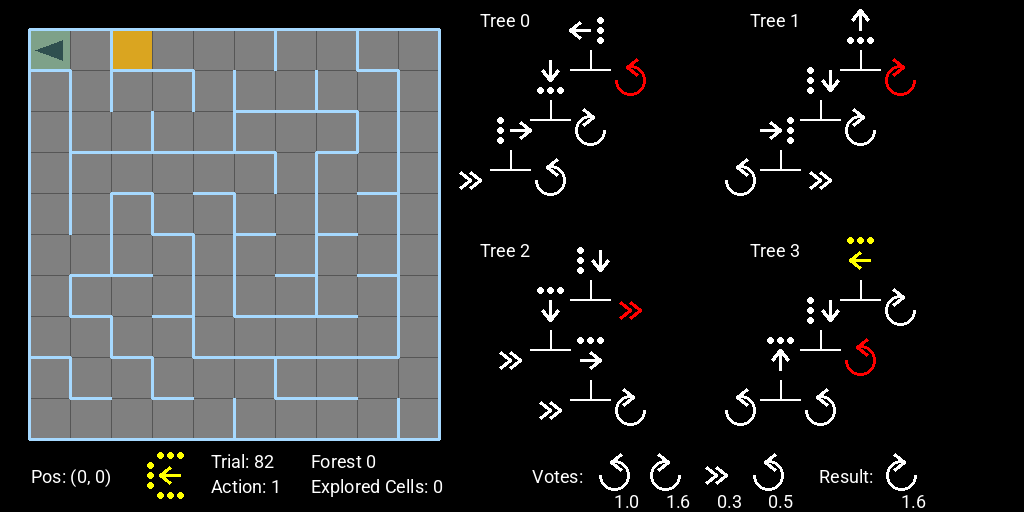 Tree 0
Tree 1
Tree 2
Tree 3
Pos: (0, 0)
Trial: 82
Forest 0
Action: 1
Explored Cells: 0
Votes:
Result:
1.0
1.6
0.3
0.5
1.6